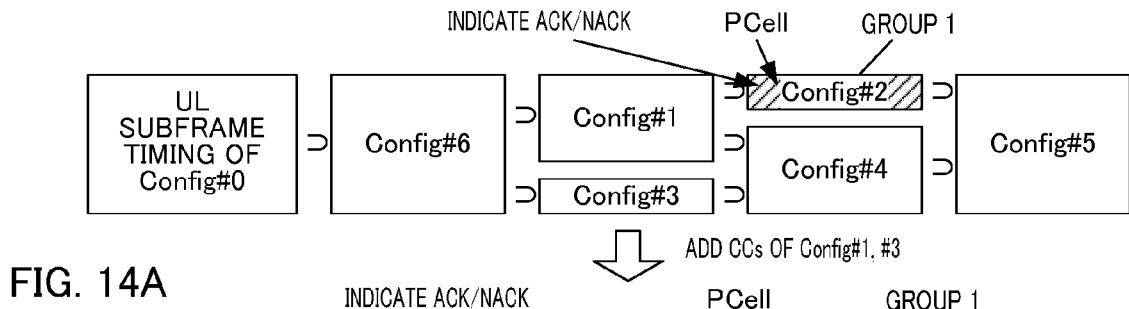 INDICATE ACK/NACK PCell GROUP 1
UL
SUBFRAME
TIMING OF
Config#0
⊃
Config#6
⊃
⊃
Config#1
Config#3
⊃
⊃
⊃
Config#2
Config#4
⊃
⊃
Config#5
ADD CCs OF Config#1, #3
FIG. 14A
INDICATE ACK/NACK PCell GROUP 1